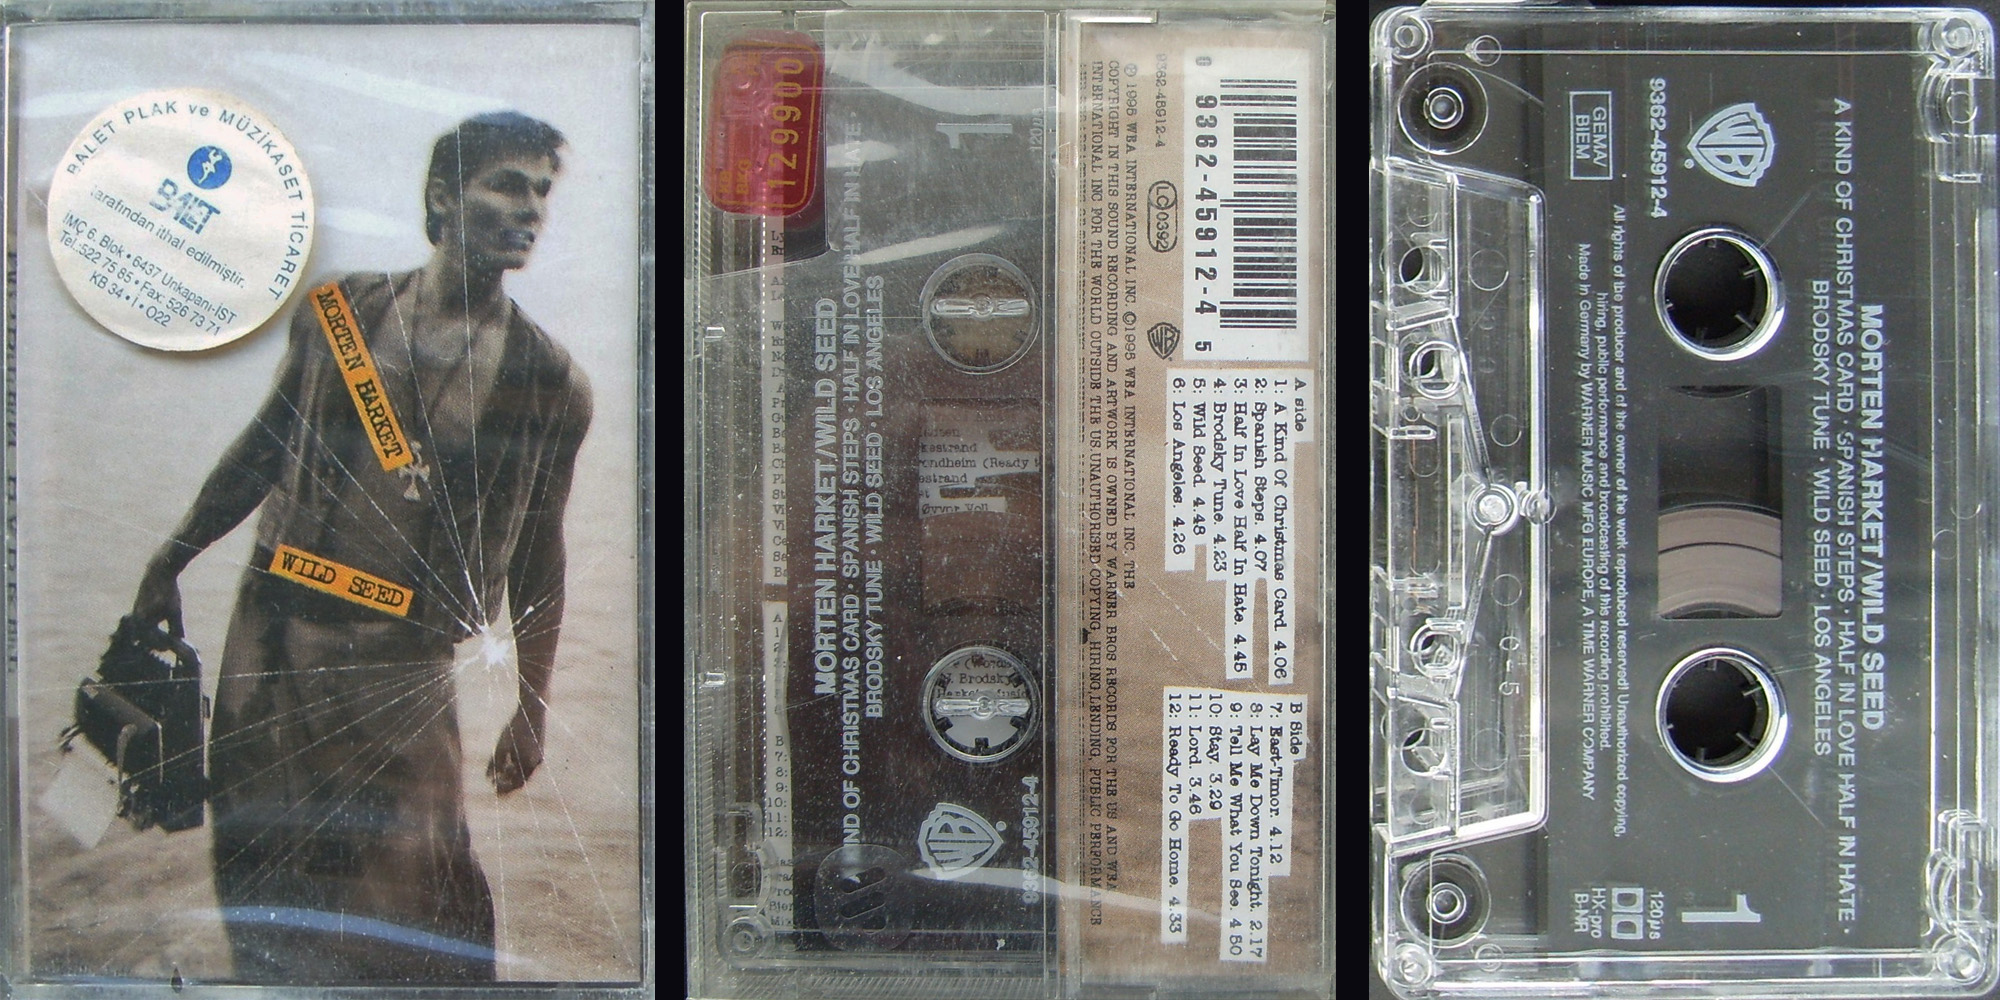 BALET PLAK ve MÜZİKASET TİCARET
BALET
tarafından ithal edilmiştir.
İMÇ 6. Blok • 6437 Unkapanı-İST
Tel.:522 75 85 • Fax: 526 73 71
KB 34 • İ • 022
MORTEN HARKET
WILD SEED
129900
1
120µs
MORTEN HARKET/WILD SEED
KIND OF CHRISTMAS CARD · SPANISH STEPS · HALF IN LOVE HALF IN HATE ·
BRODSKY TUNE · WILD SEED · LOS ANGELES
9362-45912-4
WB
ondheim (Ready t
Øyvor Voll
Brodsky
COPYRIGHT IN THIS SOUND RECORDING AND ARTWORK IS OWNED BY WARNER BROS RECORDS FOR THE US AND WEA
INTERNATIONAL INC FOR THE WORLD OUTSIDE THE US.UNAUTHORISED COPYING, HIRING,LENDING, PUBLIC PERFORMANCE
℗ 1995 WEA INTERNATIONAL INC. ©1995 WEA INTERNATIONAL INC. THE
9362-45912-4
LC 0392
WB
0 9362-45912-4 5
A side
1: A Kind Of Christmas Card. 4.06
2: Spanish Steps. 4.07
3: Half In Love Half In Hate. 4.45
4: Brodsky Tune. 4.23
5: Wild Seed. 4.48
6: Los Angeles. 4.26
B Side
7: East-Timor. 4.12
8: Lay Me Down Tonight. 2.17
9: Tell Me What You See. 4 50
10: Stay. 3.29
11: Lord. 3.46
12: Ready To Go Home. 4.33
MORTEN HARKET/WILD SEED
A KIND OF CHRISTMAS CARD · SPANISH STEPS · HALF IN LOVE HALF IN HATE ·
BRODSKY TUNE · WILD SEED · LOS ANGELES
WB
9362-45912-4
GEMA/
BIEM
All rights of the producer and of the owner of the work reproduced reserved! Unauthorized copying,
hiring, public performance and broadcasting of this recording prohibited.
Made in Germany by WARNER MUSIC MFG EUROPE, A TIME WARNER COMPANY
1
120µs
HX-pro
B-NR